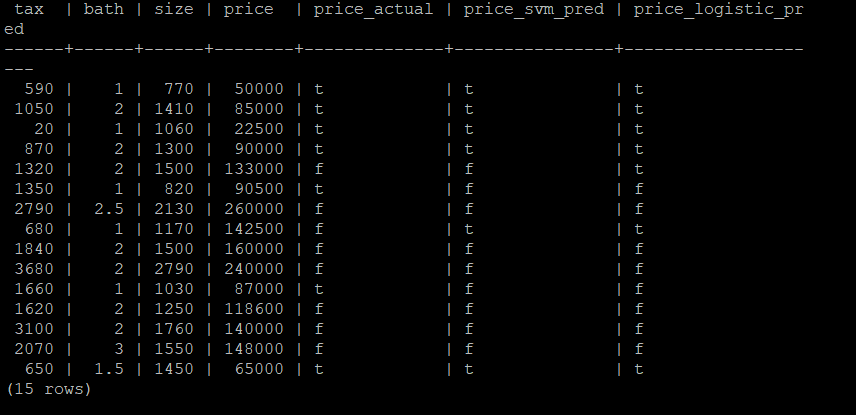 tax  | bath | size | price  | price_actual | price_svm_pred | price_logistic_pr
ed
------+------+------+--------+--------------+----------------+------------------
---
  590 |    1 |  770 |  50000 | t            | t              | t
 1050 |    2 | 1410 |  85000 | t            | t              | t
   20 |    1 | 1060 |  22500 | t            | t              | t
  870 |    2 | 1300 |  90000 | t            | t              | t
 1320 |    2 | 1500 | 133000 | f            | f              | t
 1350 |    1 |  820 |  90500 | t            | f              | f
 2790 |  2.5 | 2130 | 260000 | f            | f              | f
  680 |    1 | 1170 | 142500 | f            | t              | t
 1840 |    2 | 1500 | 160000 | f            | f              | f
 3680 |    2 | 2790 | 240000 | f            | f              | f
 1660 |    1 | 1030 |  87000 | t            | f              | f
 1620 |    2 | 1250 | 118600 | f            | f              | f
 3100 |    2 | 1760 | 140000 | f            | f              | f
 2070 |    3 | 1550 | 148000 | f            | f              | f
  650 |  1.5 | 1450 |  65000 | t            | t              | t
(15 rows)